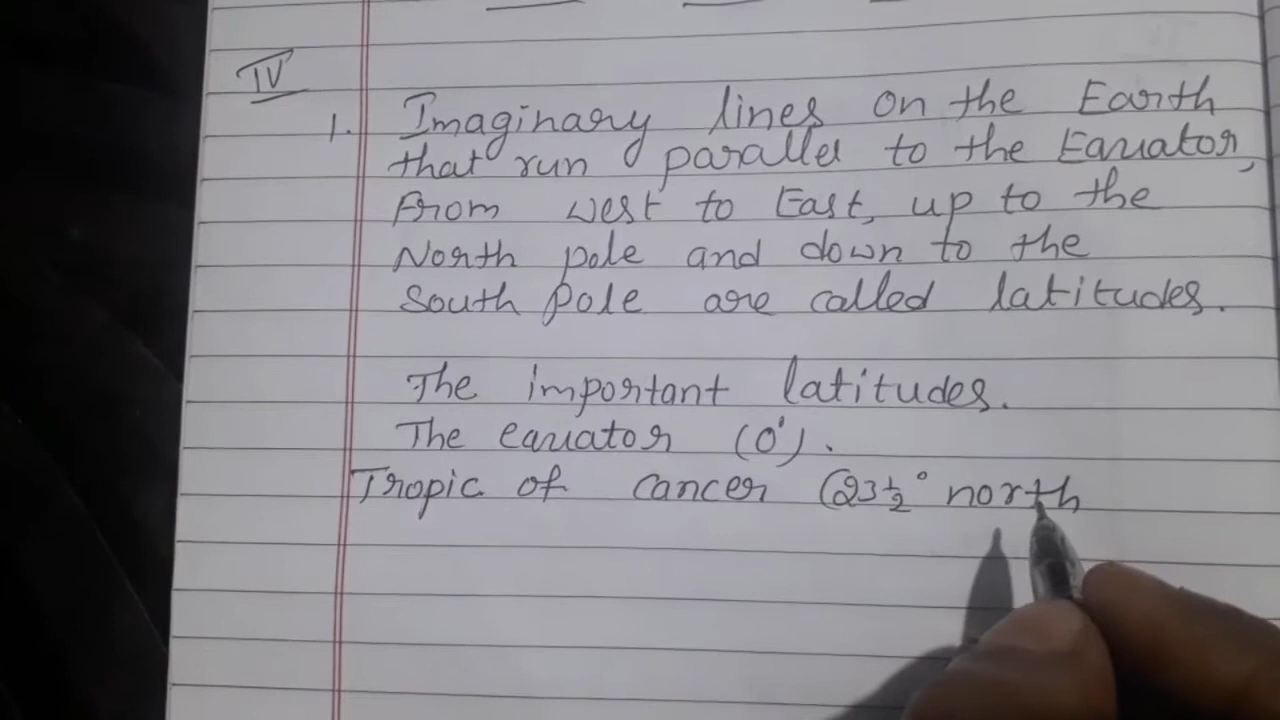 IV
1. Imaginary lines on the Earth
that run parallel to the Equator,
From west to East, up to the
North pole and down to the
South pole are called latitudes.
The important latitudes.
The equator (0°).
Tropic of cancer (23½° north